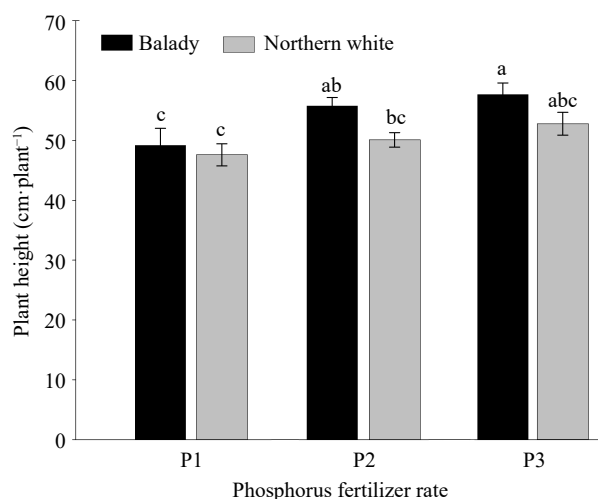 70
60
50
40
30
20
10
0
Plant height (cm·plant⁻¹)
Balady
Northern white
c
c
ab
bc
a
abc
P1
P2
P3
Phosphorus fertilizer rate